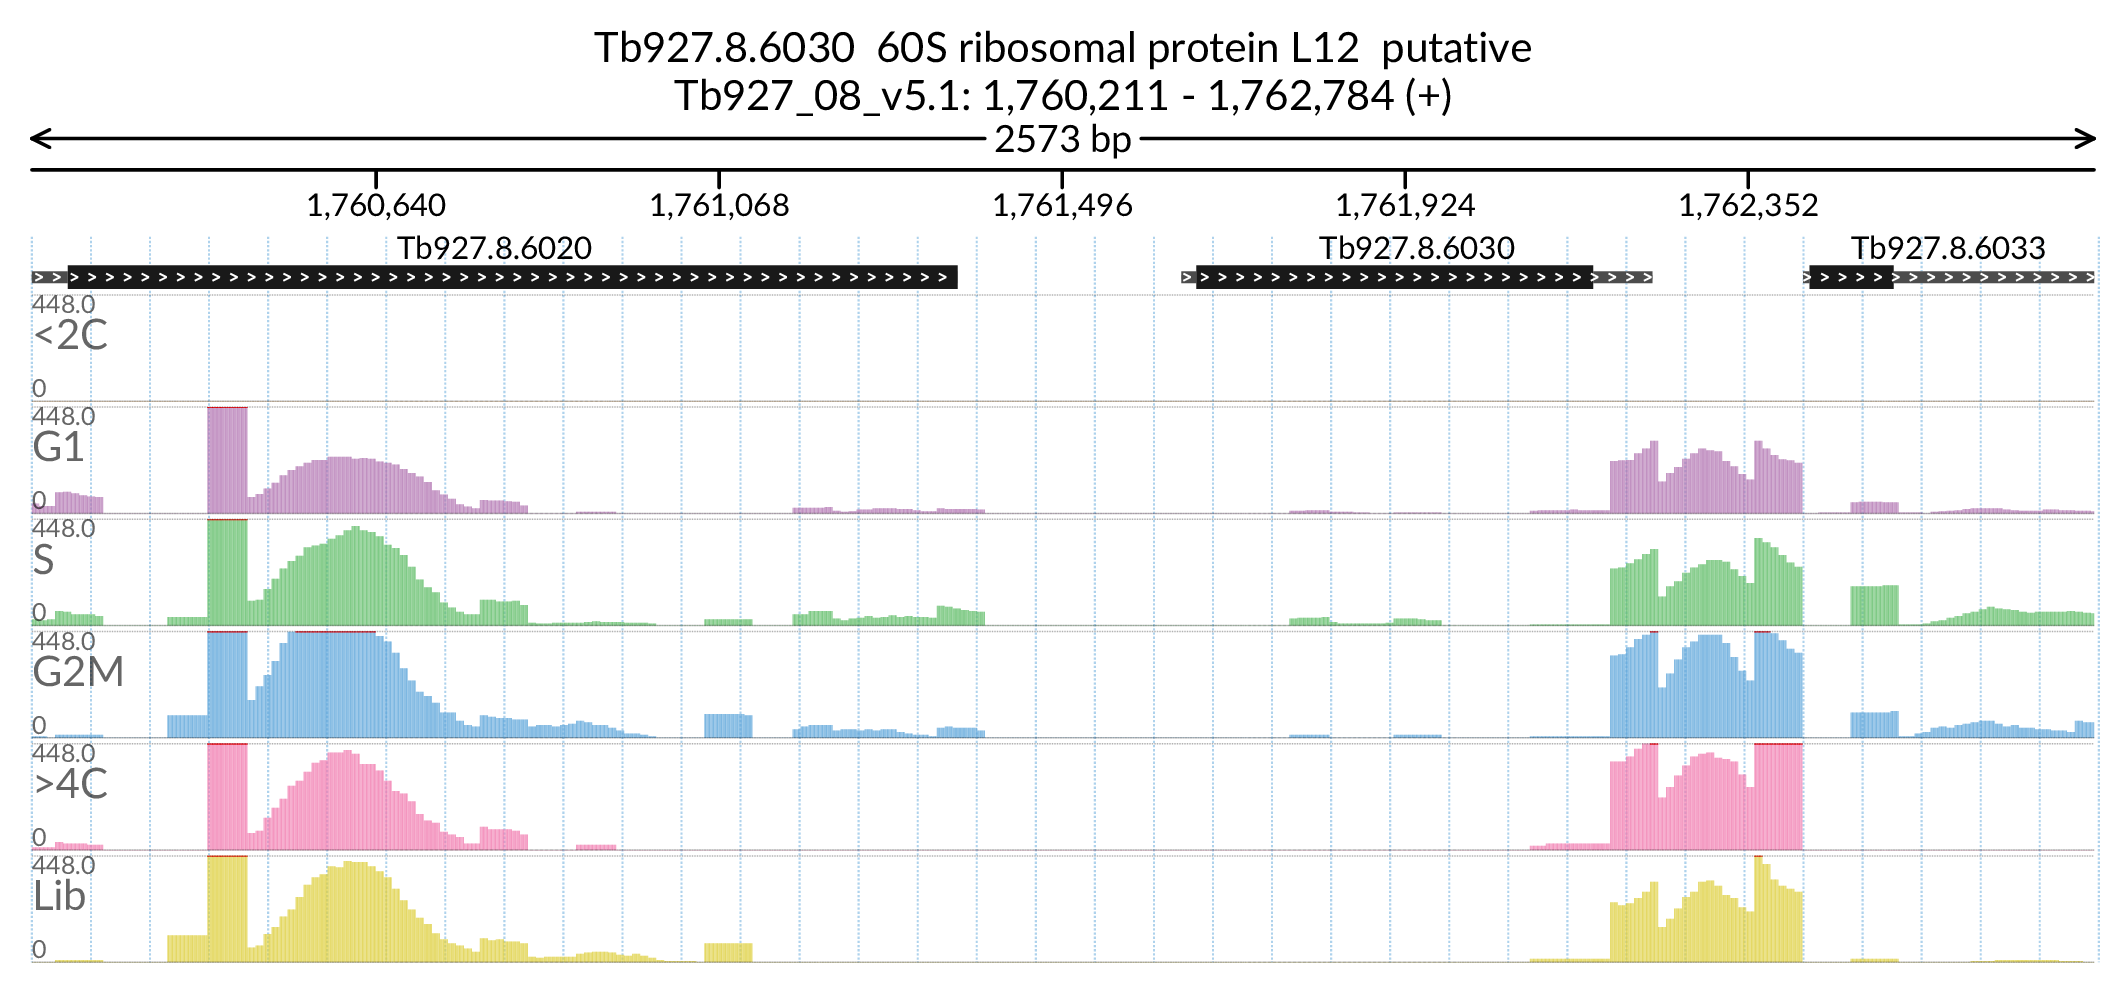 Tb927.8.6030  60S ribosomal protein L12  putative
Tb927_08_v5.1: 1,760,211 - 1,762,784 (+)
2573 bp
1,760,640 1,761,068 1,761,496 1,761,924 1,762,352
Tb927.8.6020 Tb927.8.6030 Tb927.8.6033
448.0
<2C
0
448.0
G1
0
448.0
S
0
448.0
G2M
0
448.0
>4C
0
448.0
Lib
0